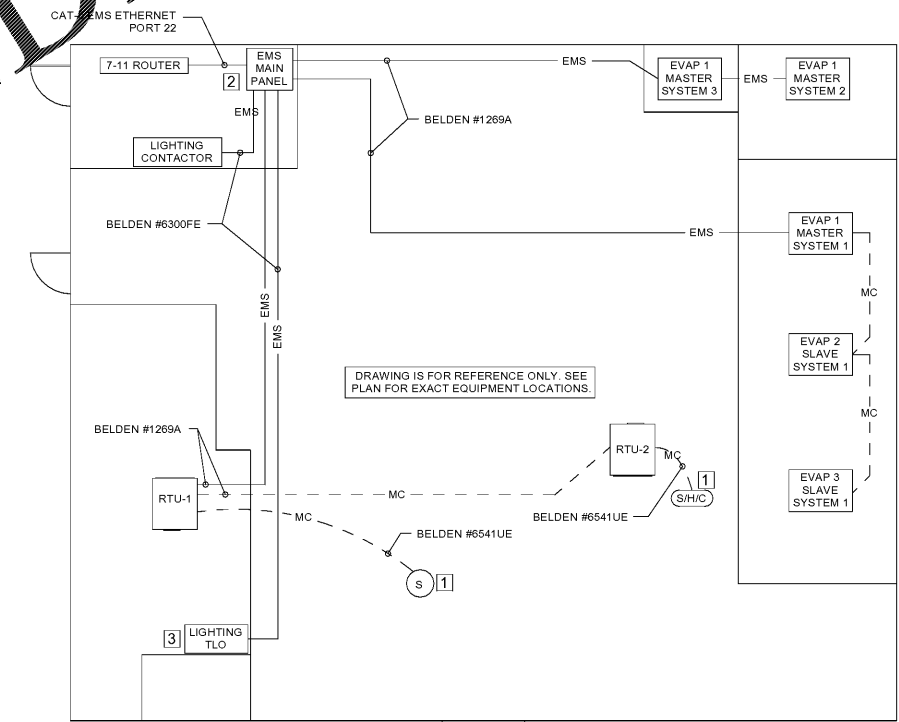 CAT-5 EMS ETHERNET
PORT 22
7-11 ROUTER
2
EMS
MAIN
PANEL
EMS
EVAP 1
MASTER
SYSTEM 3
EMS
EVAP 1
MASTER
SYSTEM 2
EMS
BELDEN #1269A
LIGHTING
CONTACTOR
BELDEN #6300FE
EMS
EVAP 1
MASTER
SYSTEM 1
MC
EMS
EMS
EVAP 2
SLAVE
SYSTEM 1
DRAWING IS FOR REFERENCE ONLY. SEE
PLAN FOR EXACT EQUIPMENT LOCATIONS.
MC
BELDEN #1269A
RTU-2
MC
1
S/H/C
EVAP 3
SLAVE
SYSTEM 1
RTU-1
MC
MC
BELDEN #6541UE
BELDEN #6541UE
S
1
3
LIGHTING
TLO